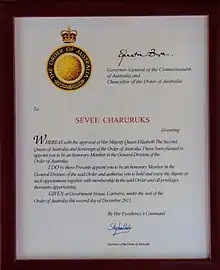 THE ORDER OF AUSTRALIA
Governor-General of the Commonwealth
of Australia and
Chancellor of the Order of Australia
To
SEVEE CHARURUKS
Greeting:
WHEREAS with the approval of Her Majesty Queen Elizabeth The Second,
Queen of Australia and Sovereign of the Order of Australia, I have been pleased to
appoint you to be an honorary Member in the General Division of the
Order of Australia
I DO by these Presents appoint you to be an honorary Member in the
General Division of the said Order and authorise you to hold and enjoy the dignity of
such appointment together with membership in the said Order and all privileges
thereunto appertaining
GIVEN at Government House, Canberra, under the seal of the
Order of Australia this second day of December 2011.
By Her Excellency's Command
Secretary of the Order of Australia